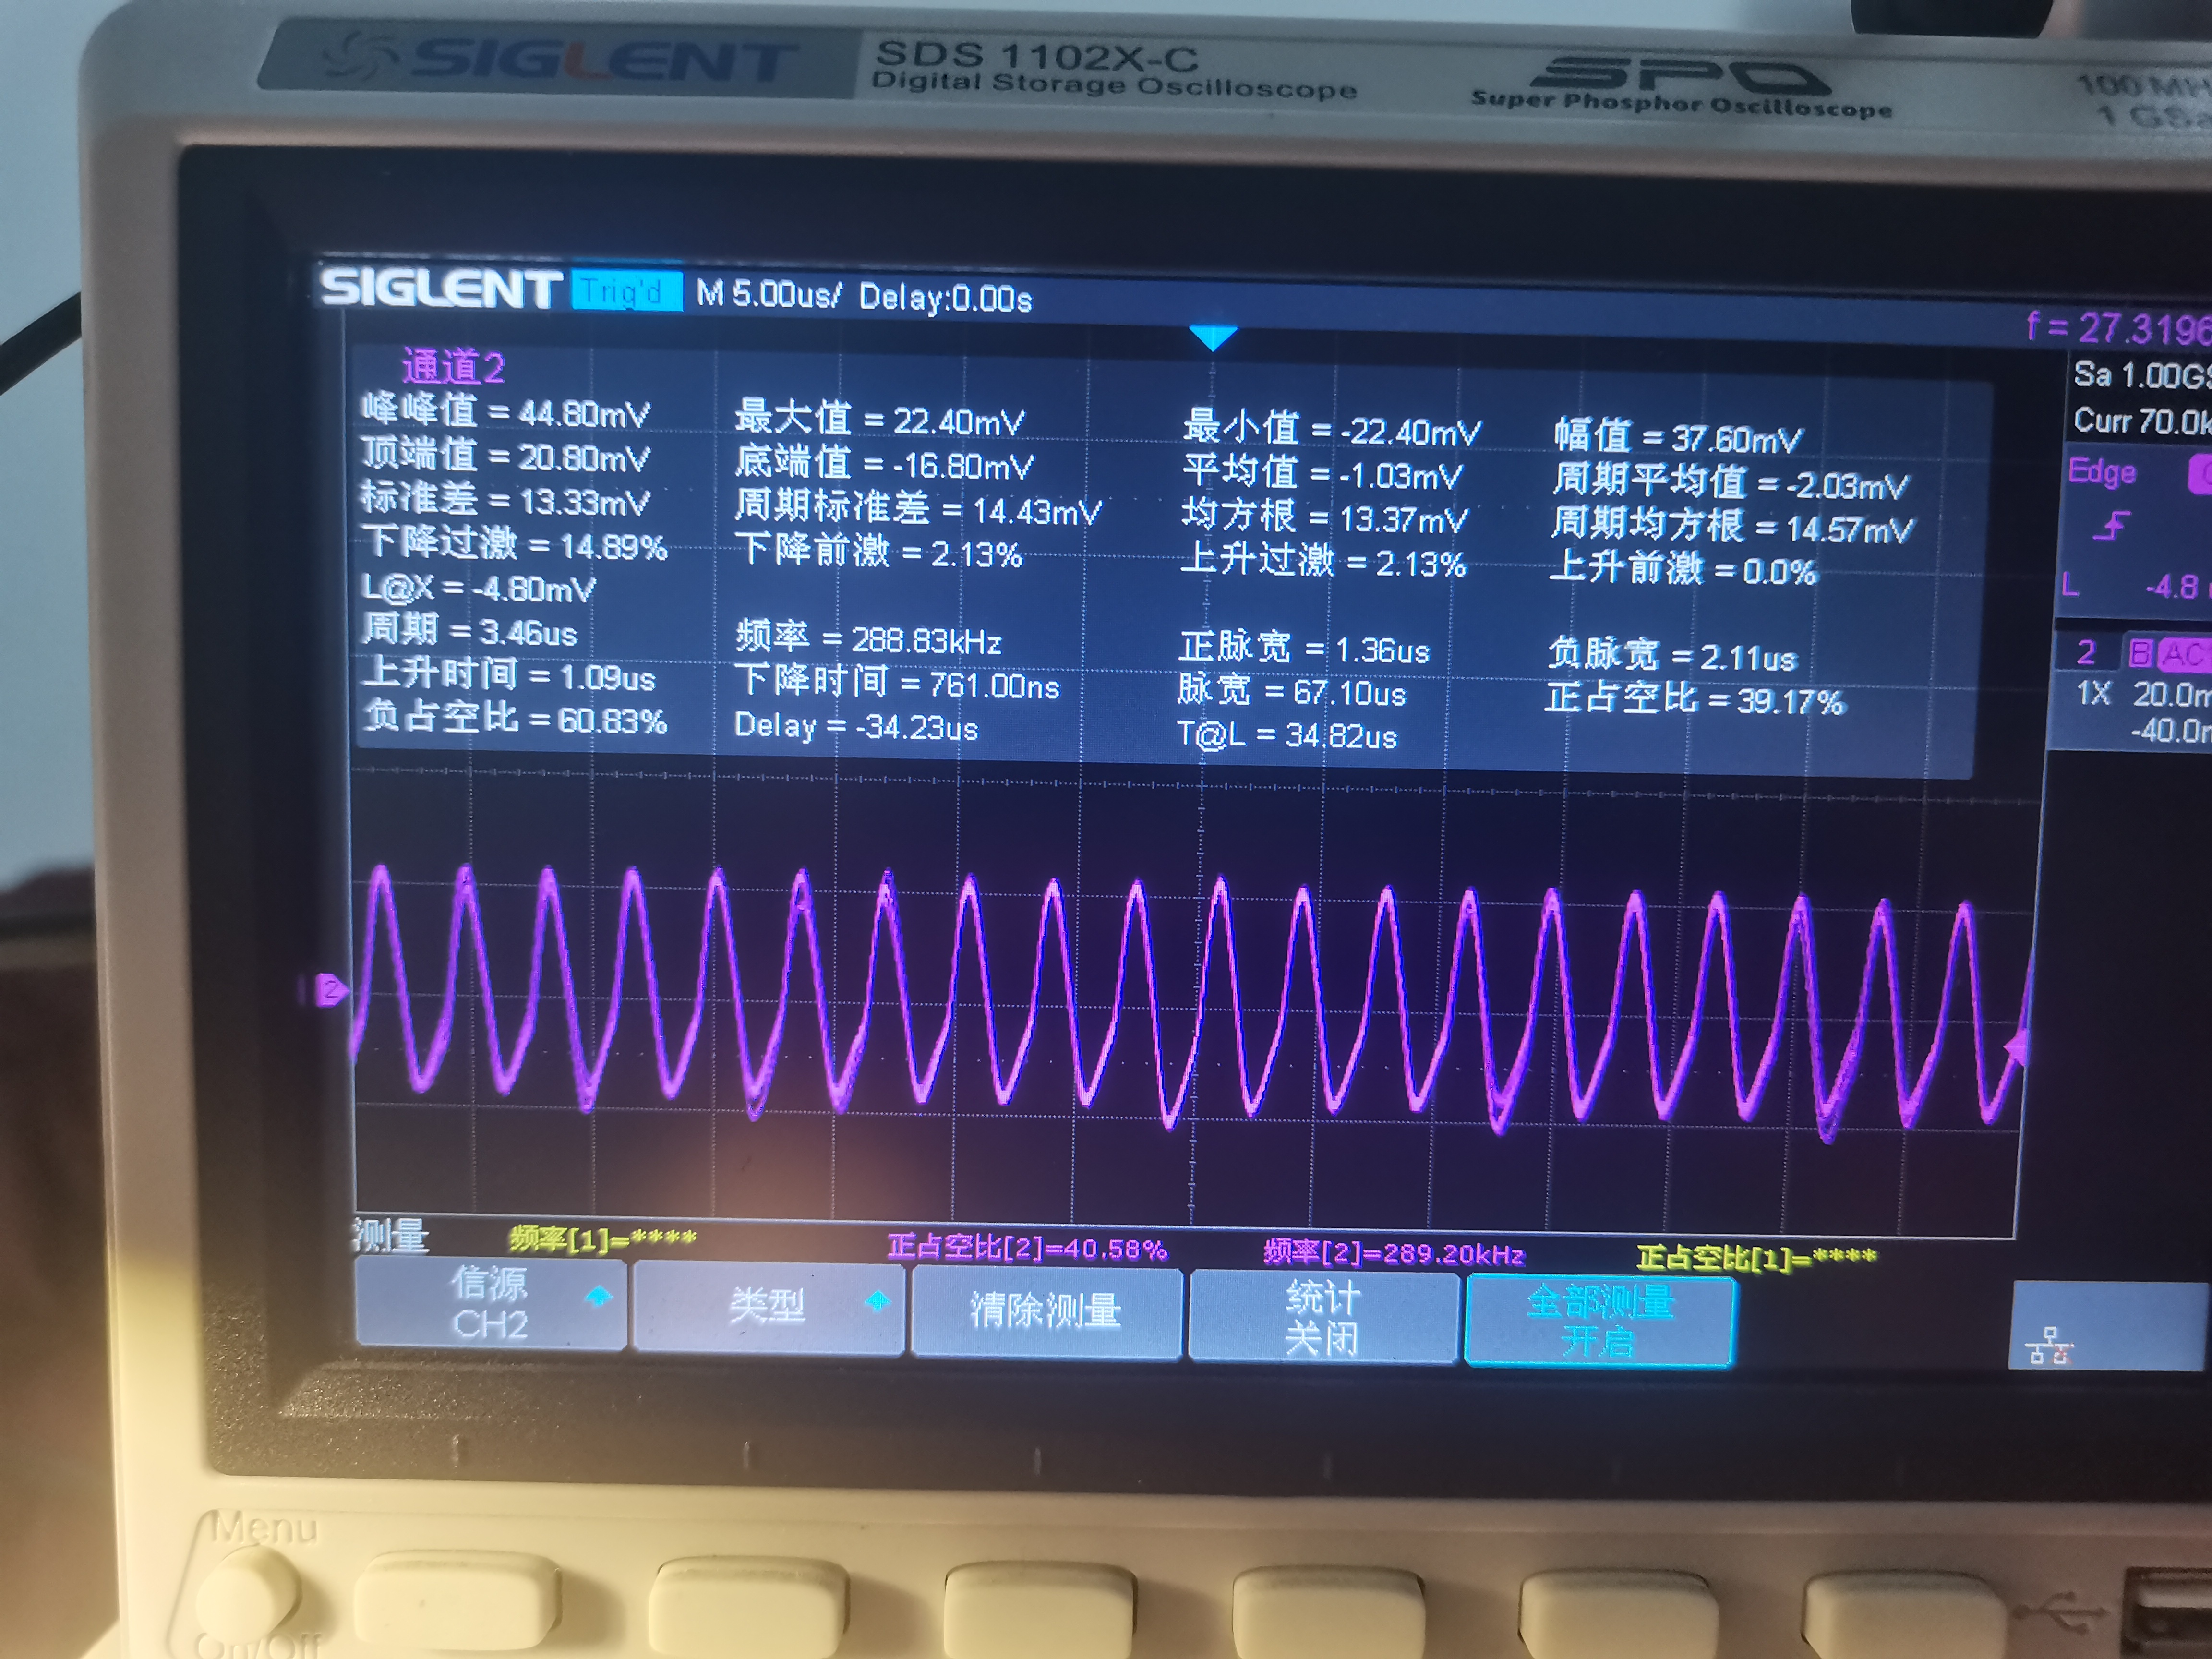 SIGLENT
SDS 1102X-C
Digital Storage Oscilloscope
SPO
Super Phosphor Oscilloscope
100 MH
1 GSa
SIGLENT Trig'd M 5.00us/ Delay:0.00s
f = 27.3196
Sa 1.00GS
Curr 70.0k
Edge
L -4.8
2 B AC1
1X 20.0m
-40.0m
通道2
峰峰值 = 44.80mV 最大值 = 22.40mV 最小值 = -22.40mV 幅值 = 37.60mV
顶端值 = 20.80mV 底端值 = -16.80mV 平均值 = -1.03mV 周期平均值 = -2.03mV
标准差 = 13.33mV 周期标准差 = 14.43mV 均方根 = 13.37mV 周期均方根 = 14.57mV
下降过激 = 14.89% 下降前激 = 2.13% 上升过激 = 2.13% 上升前激 = 0.0%
L@X = -4.80mV
周期 = 3.46us 频率 = 288.83kHz 正脉宽 = 1.36us 负脉宽 = 2.11us
上升时间 = 1.09us 下降时间 = 761.00ns 脉宽 = 67.10us 正占空比 = 39.17%
负占空比 = 60.83% Delay = -34.23us T@L = 34.82us
2
测量 频率[1]=**** 正占空比[2]=40.58% 频率[2]=289.20kHz 正占空比[1]=****
信源
CH2
类型
清除测量
统计
关闭
全部测量
开启
Menu
On/Off